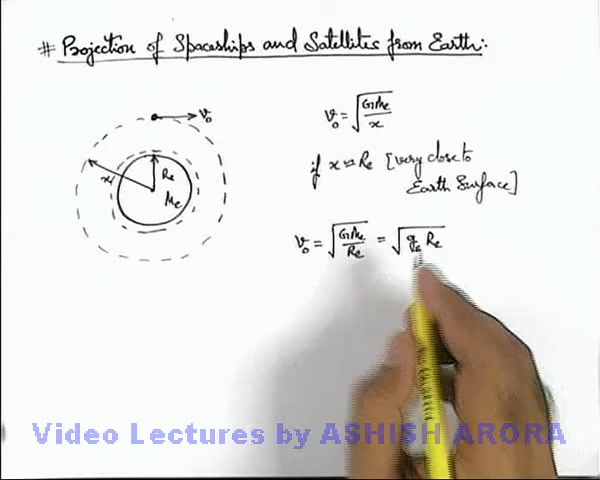 # Projection of Spaceships and Satellites from Earth:-
v₀
x
Re
Me
v₀ = √(GMe/x)
if x ≃ Re [very close to
Earth Surface]
v₀ = √(GMe/Re) = √(gs Re)
Video Lectures by ASHISH ARORA